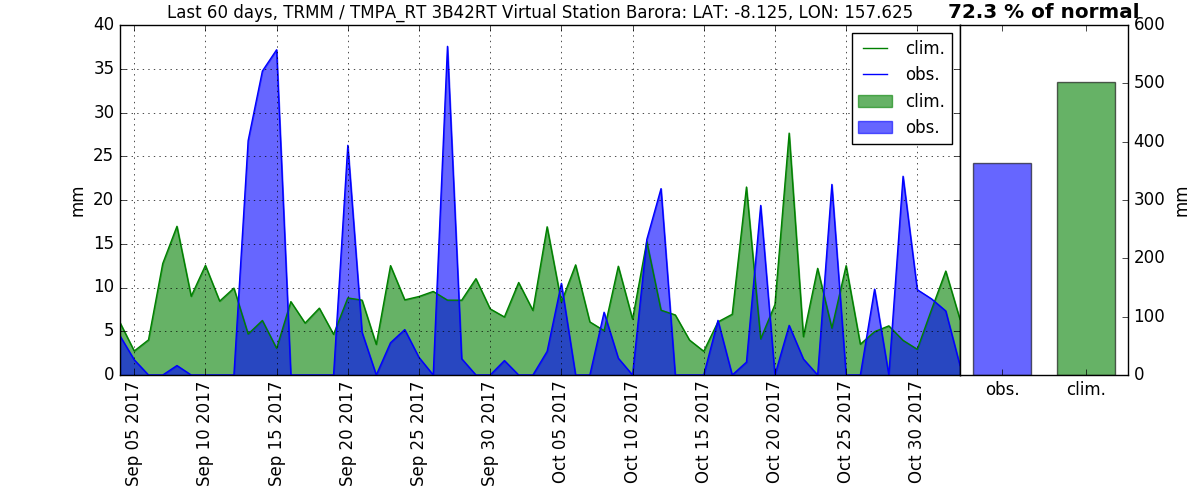 Last 60 days, TRMM / TMPA_RT 3B42RT Virtual Station Barora: LAT: -8.125, LON: 157.625
72.3 % of normal
40
35
30
25
20
15
10
5
0
mm
clim.
obs.
clim.
obs.
600
500
400
300
200
100
0
mm
Sep 05 2017
Sep 10 2017
Sep 15 2017
Sep 20 2017
Sep 25 2017
Sep 30 2017
Oct 05 2017
Oct 10 2017
Oct 15 2017
Oct 20 2017
Oct 25 2017
Oct 30 2017
obs.
clim.